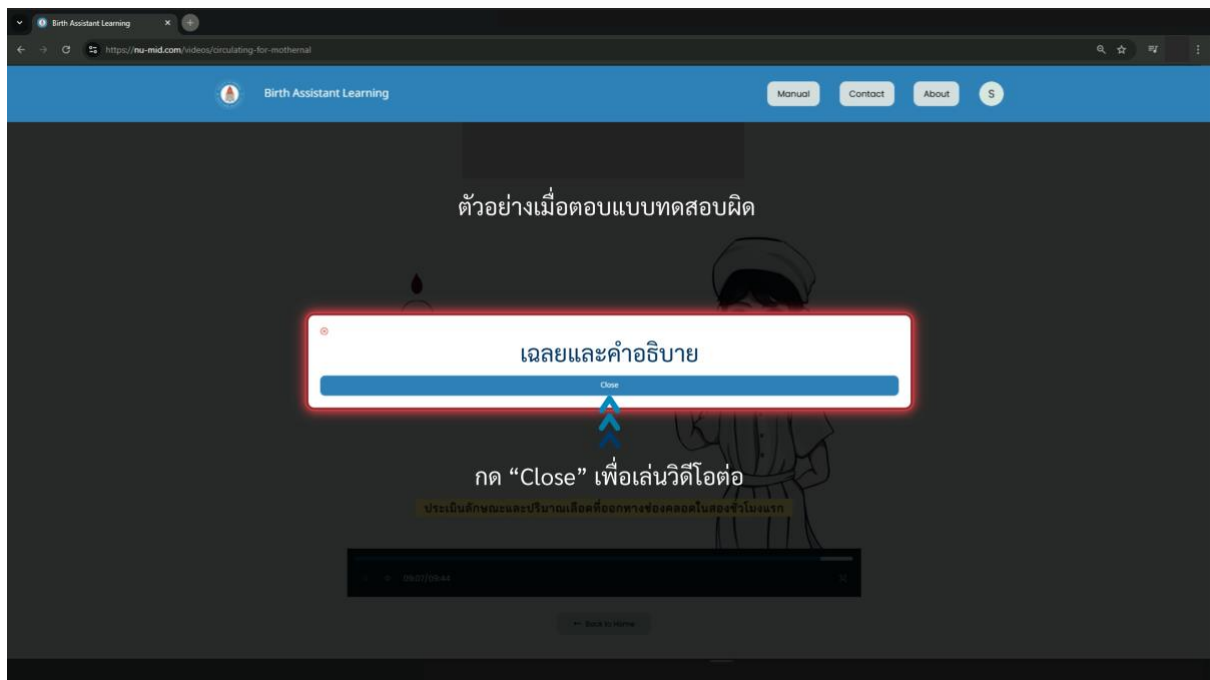 Birth Assistant Learning
https://nu-mid.com/videos/circulating-for-mothernal
Birth Assistant Learning
Manual
Contact
About
S
ตัวอย่างเมื่อตอบแบบทดสอบผิด
เฉลยและคำอธิบาย
Close
กด “Close” เพื่อเล่นวิดีโอต่อ
ประเมินลักษณะและปริมาณเลือดที่ออกทางช่องคลอดในสองชั่วโมงแรก
09:07/09:44
← Back to Home